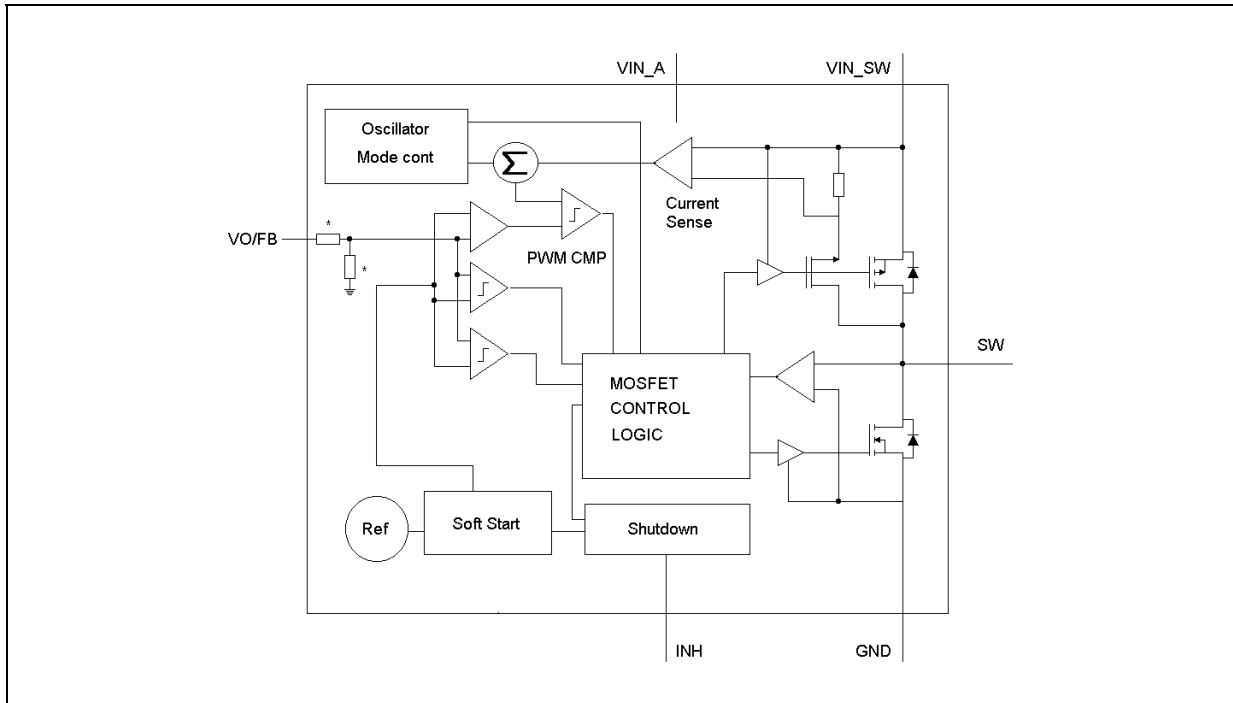 VIN_A
VIN_SW
Oscillator
Mode cont
Σ
Current
Sense
*
VO/FB
*
PWM CMP
SW
MOSFET
CONTROL
LOGIC
Ref
Soft Start
Shutdown
INH
GND